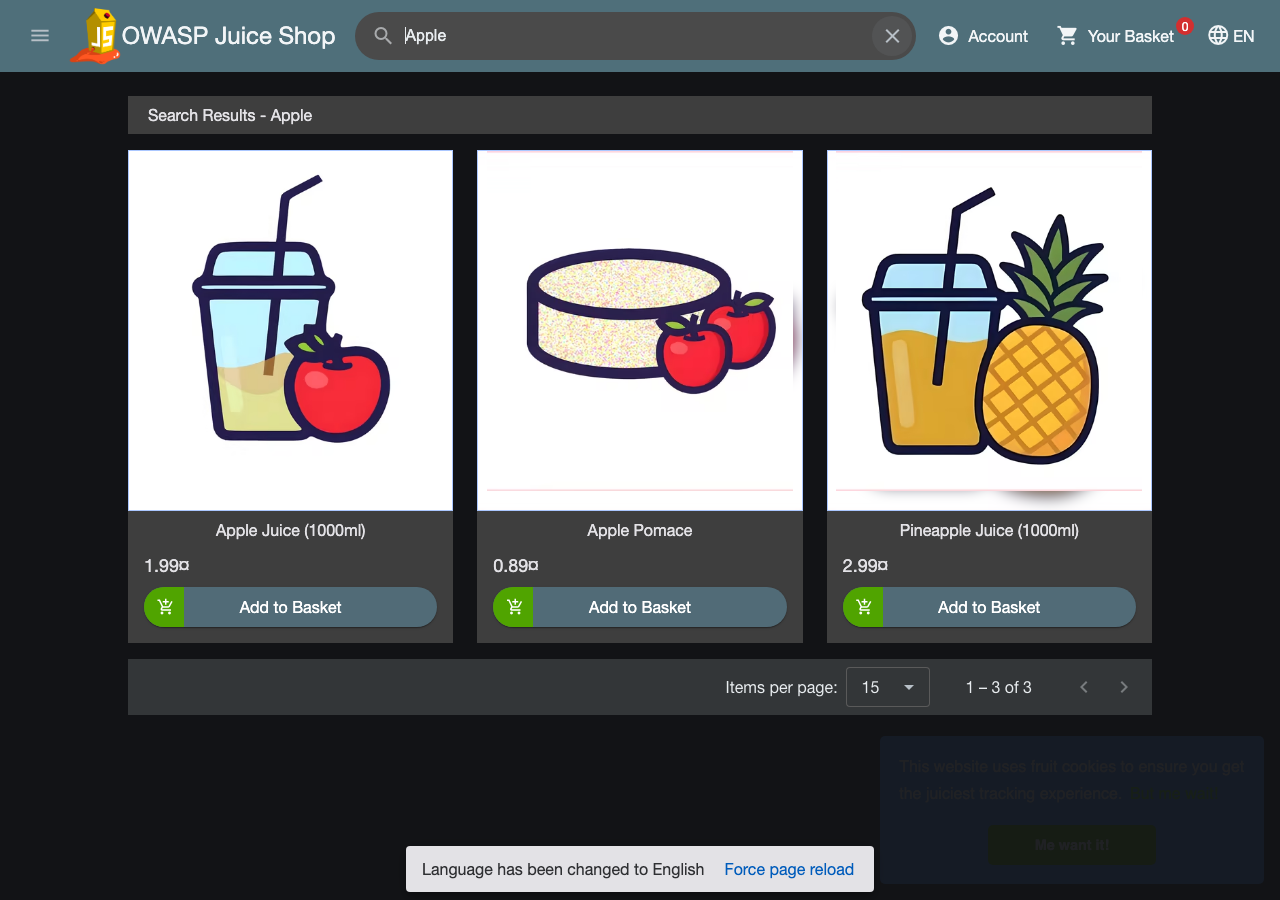 OWASP Juice Shop
Apple
Account
Your Basket
0
EN
Search Results - Apple
Apple Juice (1000ml)
1.99¤
Add to Basket
Apple Pomace
0.89¤
Add to Basket
Pineapple Juice (1000ml)
2.99¤
Add to Basket
Items per page:
15
1 – 3 of 3
This website uses fruit cookies to ensure you get
the juiciest tracking experience.
Me want it!
Language has been changed to English
Force page reload